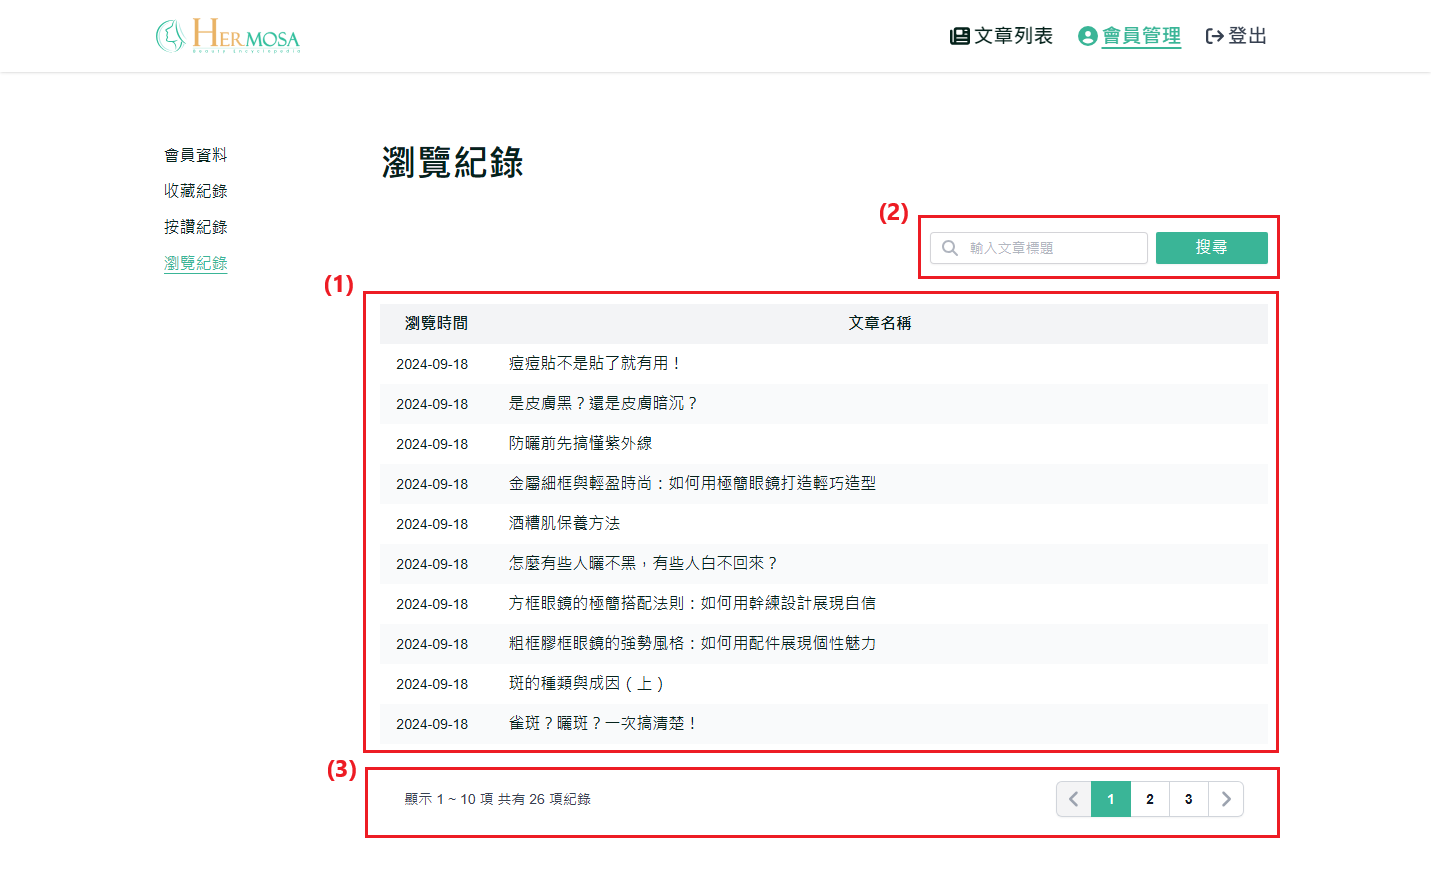 HERMOSA
Beauty Encyclopedia
文章列表
會員管理
登出
會員資料
收藏紀錄
按讚紀錄
瀏覽紀錄
瀏覽紀錄
(2)
輸入文章標題
搜尋
(1)
瀏覽時間 文章名稱
2024-09-18 痘痘貼不是貼了就有用！
2024-09-18 是皮膚黑？還是皮膚暗沉？
2024-09-18 防曬前先搞懂紫外線
2024-09-18 金屬細框與輕盈時尚：如何用極簡眼鏡打造輕巧造型
2024-09-18 酒糟肌保養方法
2024-09-18 怎麼有些人曬不黑，有些人白不回來？
2024-09-18 方框眼鏡的極簡搭配法則：如何用幹練設計展現自信
2024-09-18 粗框膠框眼鏡的強勢風格：如何用配件展現個性魅力
2024-09-18 斑的種類與成因（上）
2024-09-18 雀斑？曬斑？一次搞清楚！
(3)
顯示 1 ~ 10 項 共有 26 項紀錄
1 2 3